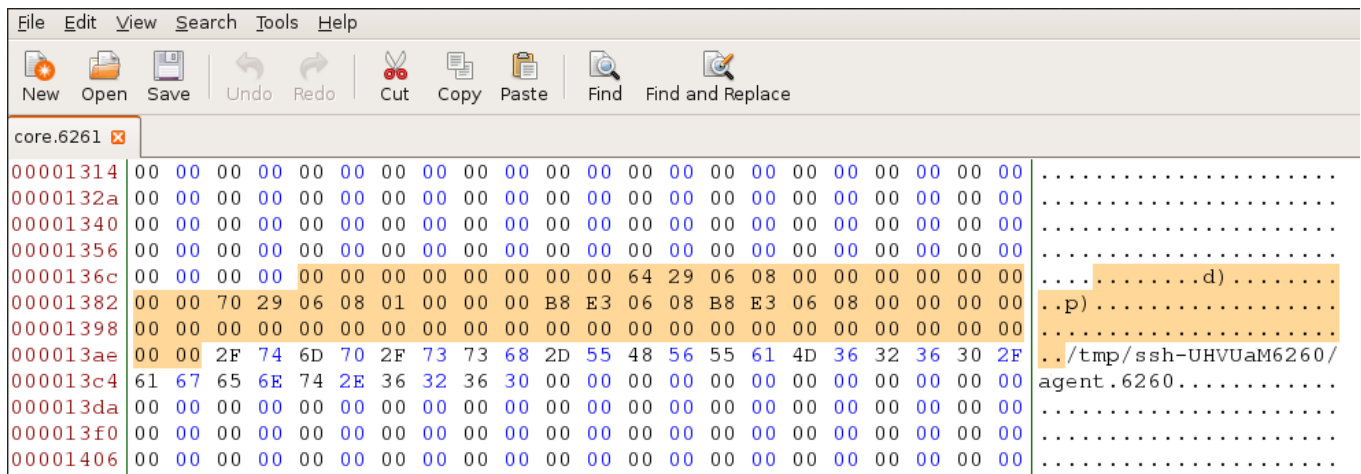 File Edit View Search Tools Help
New Open Save Undo Redo Cut Copy Paste Find Find and Replace
core.6261
00001314 00 00 00 00 00 00 00 00 00 00 00 00 00 00 00 00 00 00 00 00 00 00 ......................
0000132a 00 00 00 00 00 00 00 00 00 00 00 00 00 00 00 00 00 00 00 00 00 00 ......................
00001340 00 00 00 00 00 00 00 00 00 00 00 00 00 00 00 00 00 00 00 00 00 00 ......................
00001356 00 00 00 00 00 00 00 00 00 00 00 00 00 00 00 00 00 00 00 00 00 00 ......................
0000136c 00 00 00 00 00 00 00 00 00 00 00 00 64 29 06 08 00 00 00 00 00 00 ............d)........
00001382 00 00 70 29 06 08 01 00 00 00 B8 E3 06 08 B8 E3 06 08 00 00 00 00 ..p)..................
00001398 00 00 00 00 00 00 00 00 00 00 00 00 00 00 00 00 00 00 00 00 00 00 ......................
000013ae 00 00 2F 74 6D 70 2F 73 73 68 2D 55 48 56 55 61 4D 36 32 36 30 2F ../tmp/ssh-UHVUaM6260/
000013c4 61 67 65 6E 74 2E 36 32 36 30 00 00 00 00 00 00 00 00 00 00 00 00 agent.6260............
000013da 00 00 00 00 00 00 00 00 00 00 00 00 00 00 00 00 00 00 00 00 00 00 ......................
000013f0 00 00 00 00 00 00 00 00 00 00 00 00 00 00 00 00 00 00 00 00 00 00 ......................
00001406 00 00 00 00 00 00 00 00 00 00 00 00 00 00 00 00 00 00 00 00 00 00 ......................